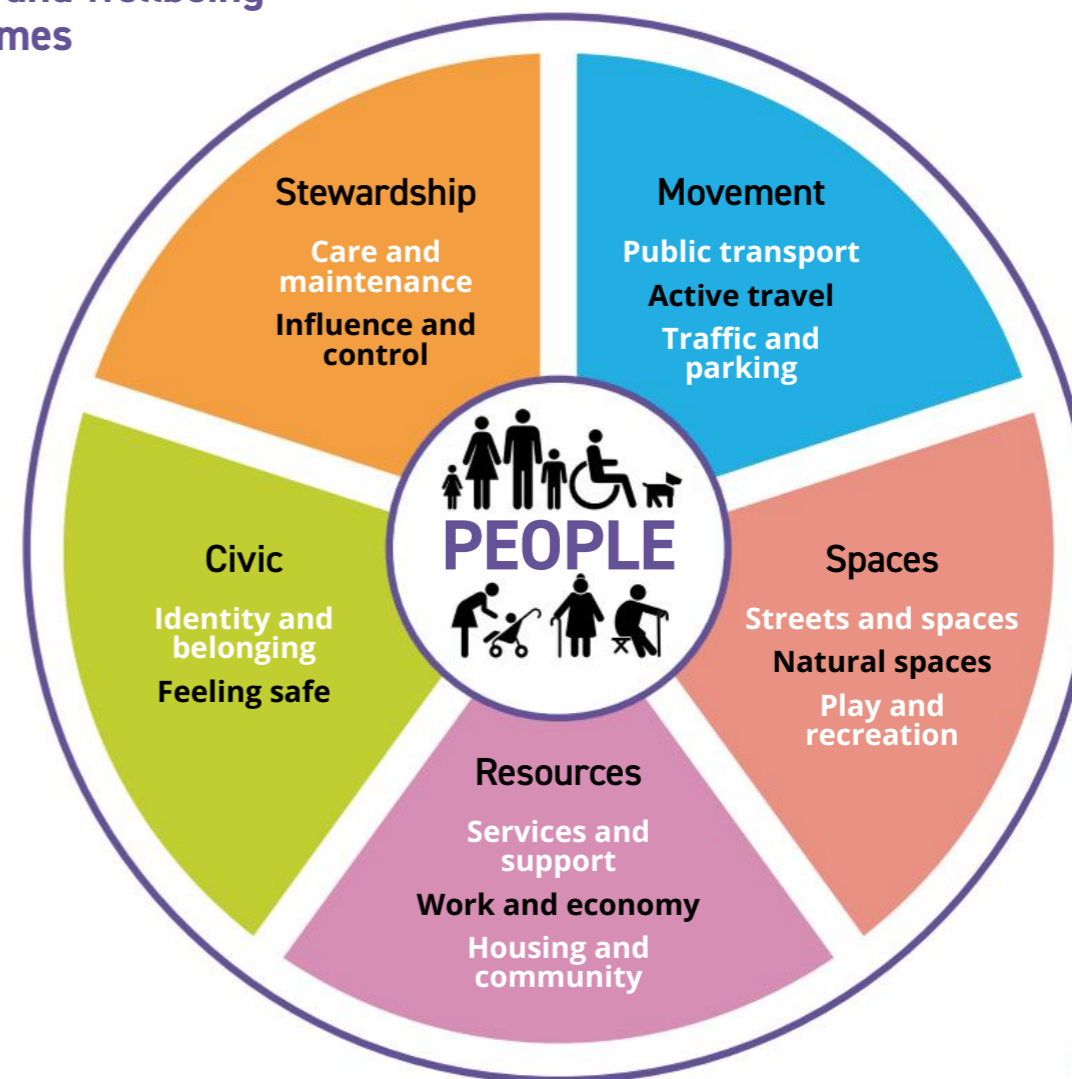 and Wellbeing
mes
Stewardship
Care and
maintenance
Influence and
control
Movement
Public transport
Active travel
Traffic and
parking
PEOPLE
Civic
Identity and
belonging
Feeling safe
Spaces
Streets and spaces
Natural spaces
Play and
recreation
Resources
Services and
support
Work and economy
Housing and
community